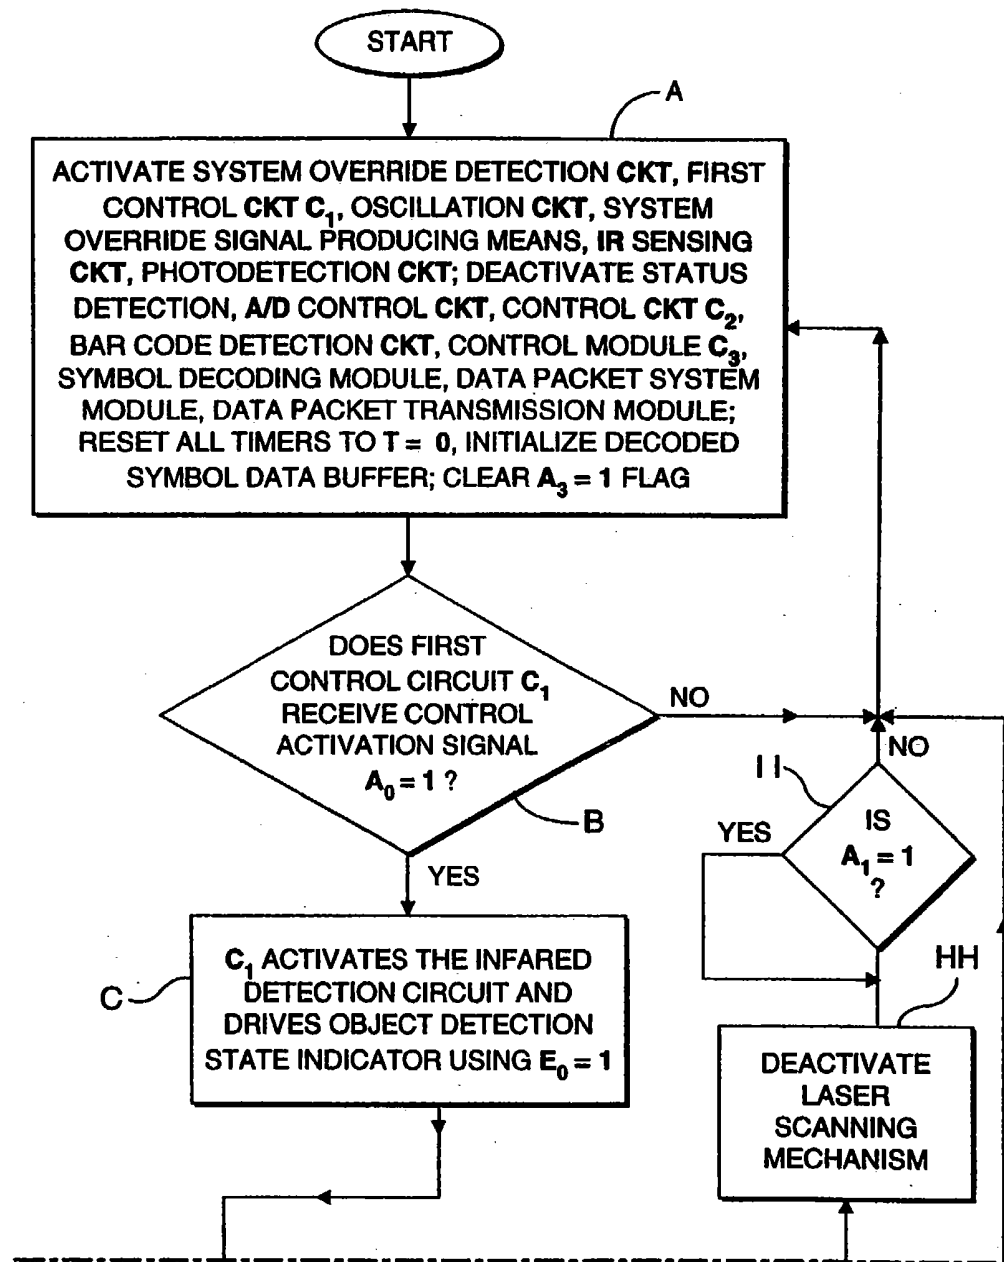 START
A
ACTIVATE SYSTEM OVERRIDE DETECTION CKT, FIRST
CONTROL CKT C₁, OSCILLATION CKT, SYSTEM
OVERRIDE SIGNAL PRODUCING MEANS, IR SENSING
CKT, PHOTODETECTION CKT; DEACTIVATE STATUS
DETECTION, A/D CONTROL CKT, CONTROL CKT C₂,
BAR CODE DETECTION CKT, CONTROL MODULE C₃,
SYMBOL DECODING MODULE, DATA PACKET SYSTEM
MODULE, DATA PACKET TRANSMISSION MODULE;
RESET ALL TIMERS TO T = 0, INITIALIZE DECODED
SYMBOL DATA BUFFER; CLEAR A₃ = 1 FLAG
DOES FIRST
CONTROL CIRCUIT C₁
RECEIVE CONTROL
ACTIVATION SIGNAL
A₀ = 1 ?
NO
B
YES
C₁ ACTIVATES THE INFARED
DETECTION CIRCUIT AND
DRIVES OBJECT DETECTION
STATE INDICATOR USING E₀ = 1
C
NO
II
IS
A₁ = 1
?
YES
HH
DEACTIVATE
LASER
SCANNING
MECHANISM